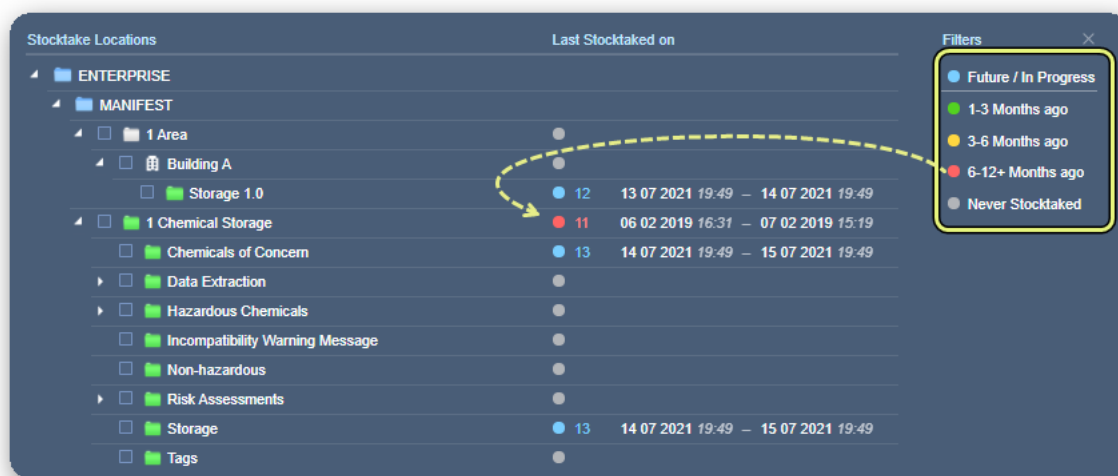 Stocktake Locations Last Stocktaked on Filters
ENTERPRISE Future / In Progress
MANIFEST 1-3 Months ago
1 Area 3-6 Months ago
Building A 6-12+ Months ago
Storage 1.0 12 13 07 2021 19:49 – 14 07 2021 19:49 Never Stocktaked
1 Chemical Storage 11 06 02 2019 16:31 – 07 02 2019 15:19
Chemicals of Concern 13 14 07 2021 19:49 – 15 07 2021 19:49
Data Extraction
Hazardous Chemicals
Incompatibility Warning Message
Non-hazardous
Risk Assessments
Storage 13 14 07 2021 19:49 – 15 07 2021 19:49
Tags